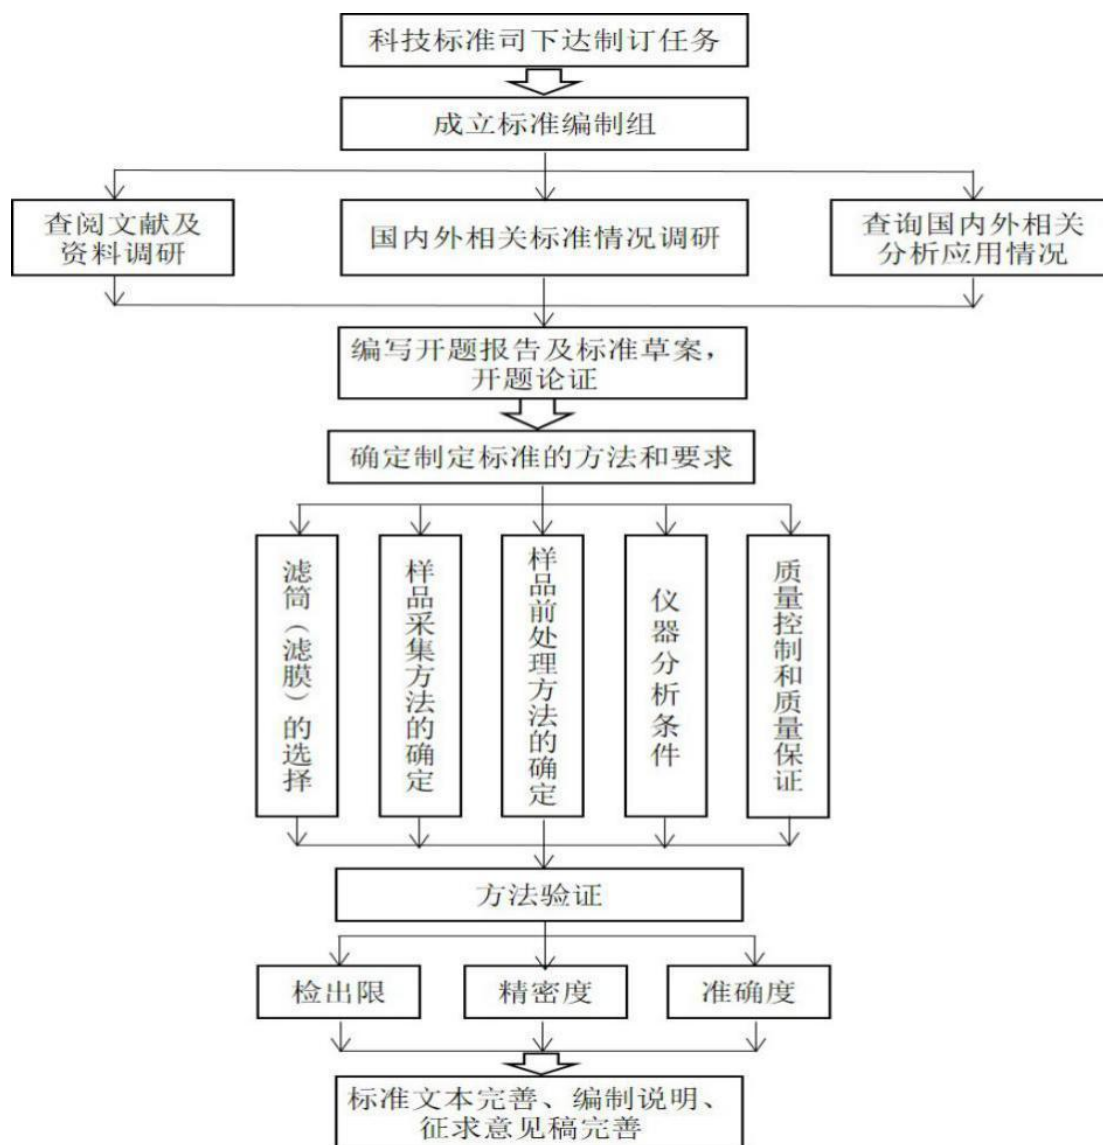 科技标准司下达制订任务
成立标准编制组
查阅文献及
资料调研
国内外相关标准情况调研
查询国内外相关
分析应用情况
编写开题报告及标准草案，
开题论证
确定制定标准的方法和要求
滤筒（滤膜）的选择
样品采集方法的确定
样品前处理方法的确定
仪器分析条件
质量控制和质量保证
方法验证
检出限
精密度
准确度
标准文本完善、编制说明、
征求意见稿完善